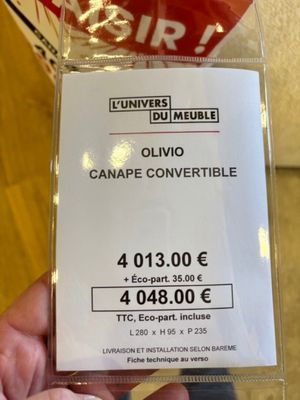 SIR !
L'UNIVERS
DU MEUBLE
OLIVIO
CANAPE CONVERTIBLE
4 013.00 €
+ Éco-part. 35.00 €
4 048.00 €
TTC, Eco-part. incluse
L 280 x H 95 x P 235
LIVRAISON ET INSTALLATION SELON BAREME
Fiche technique au verso